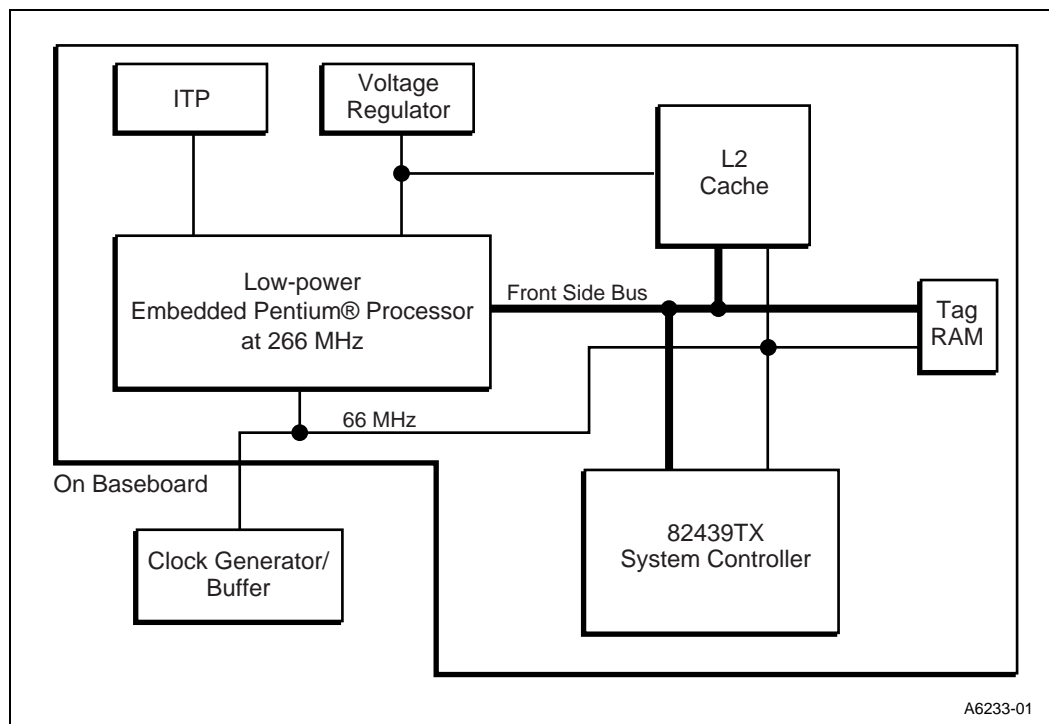 ITP
Voltage
Regulator
L2
Cache
Low-power
Embedded Pentium® Processor
at 266 MHz
Front Side Bus
Tag
RAM
66 MHz
On Baseboard
Clock Generator/
Buffer
82439TX
System Controller
A6233-01